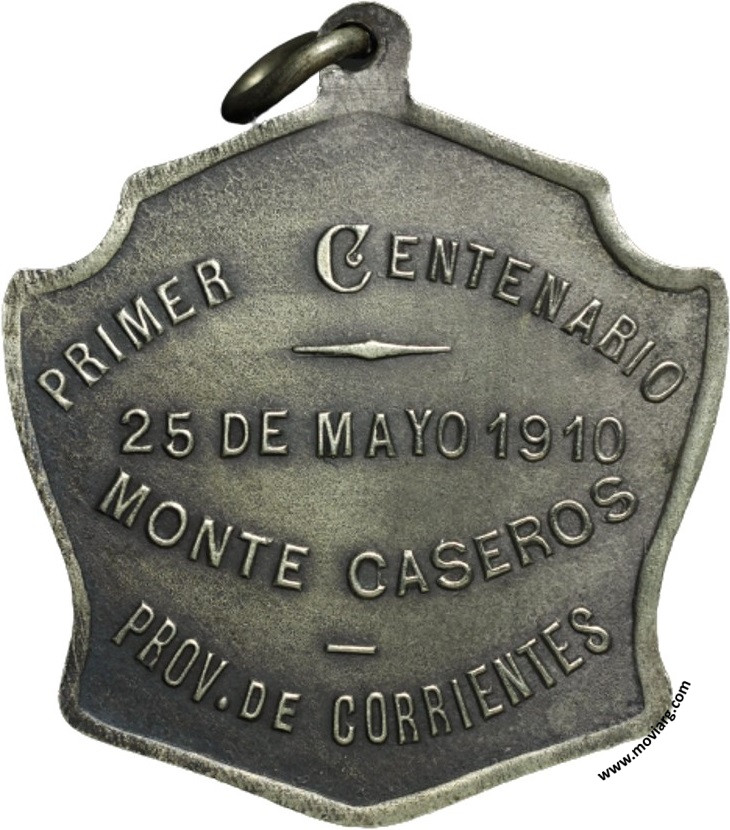 PRIMER CENTENARIO
25 DE MAYO 1910
MONTE CASEROS
PROV. DE CORRIENTES
www.moviarg.com